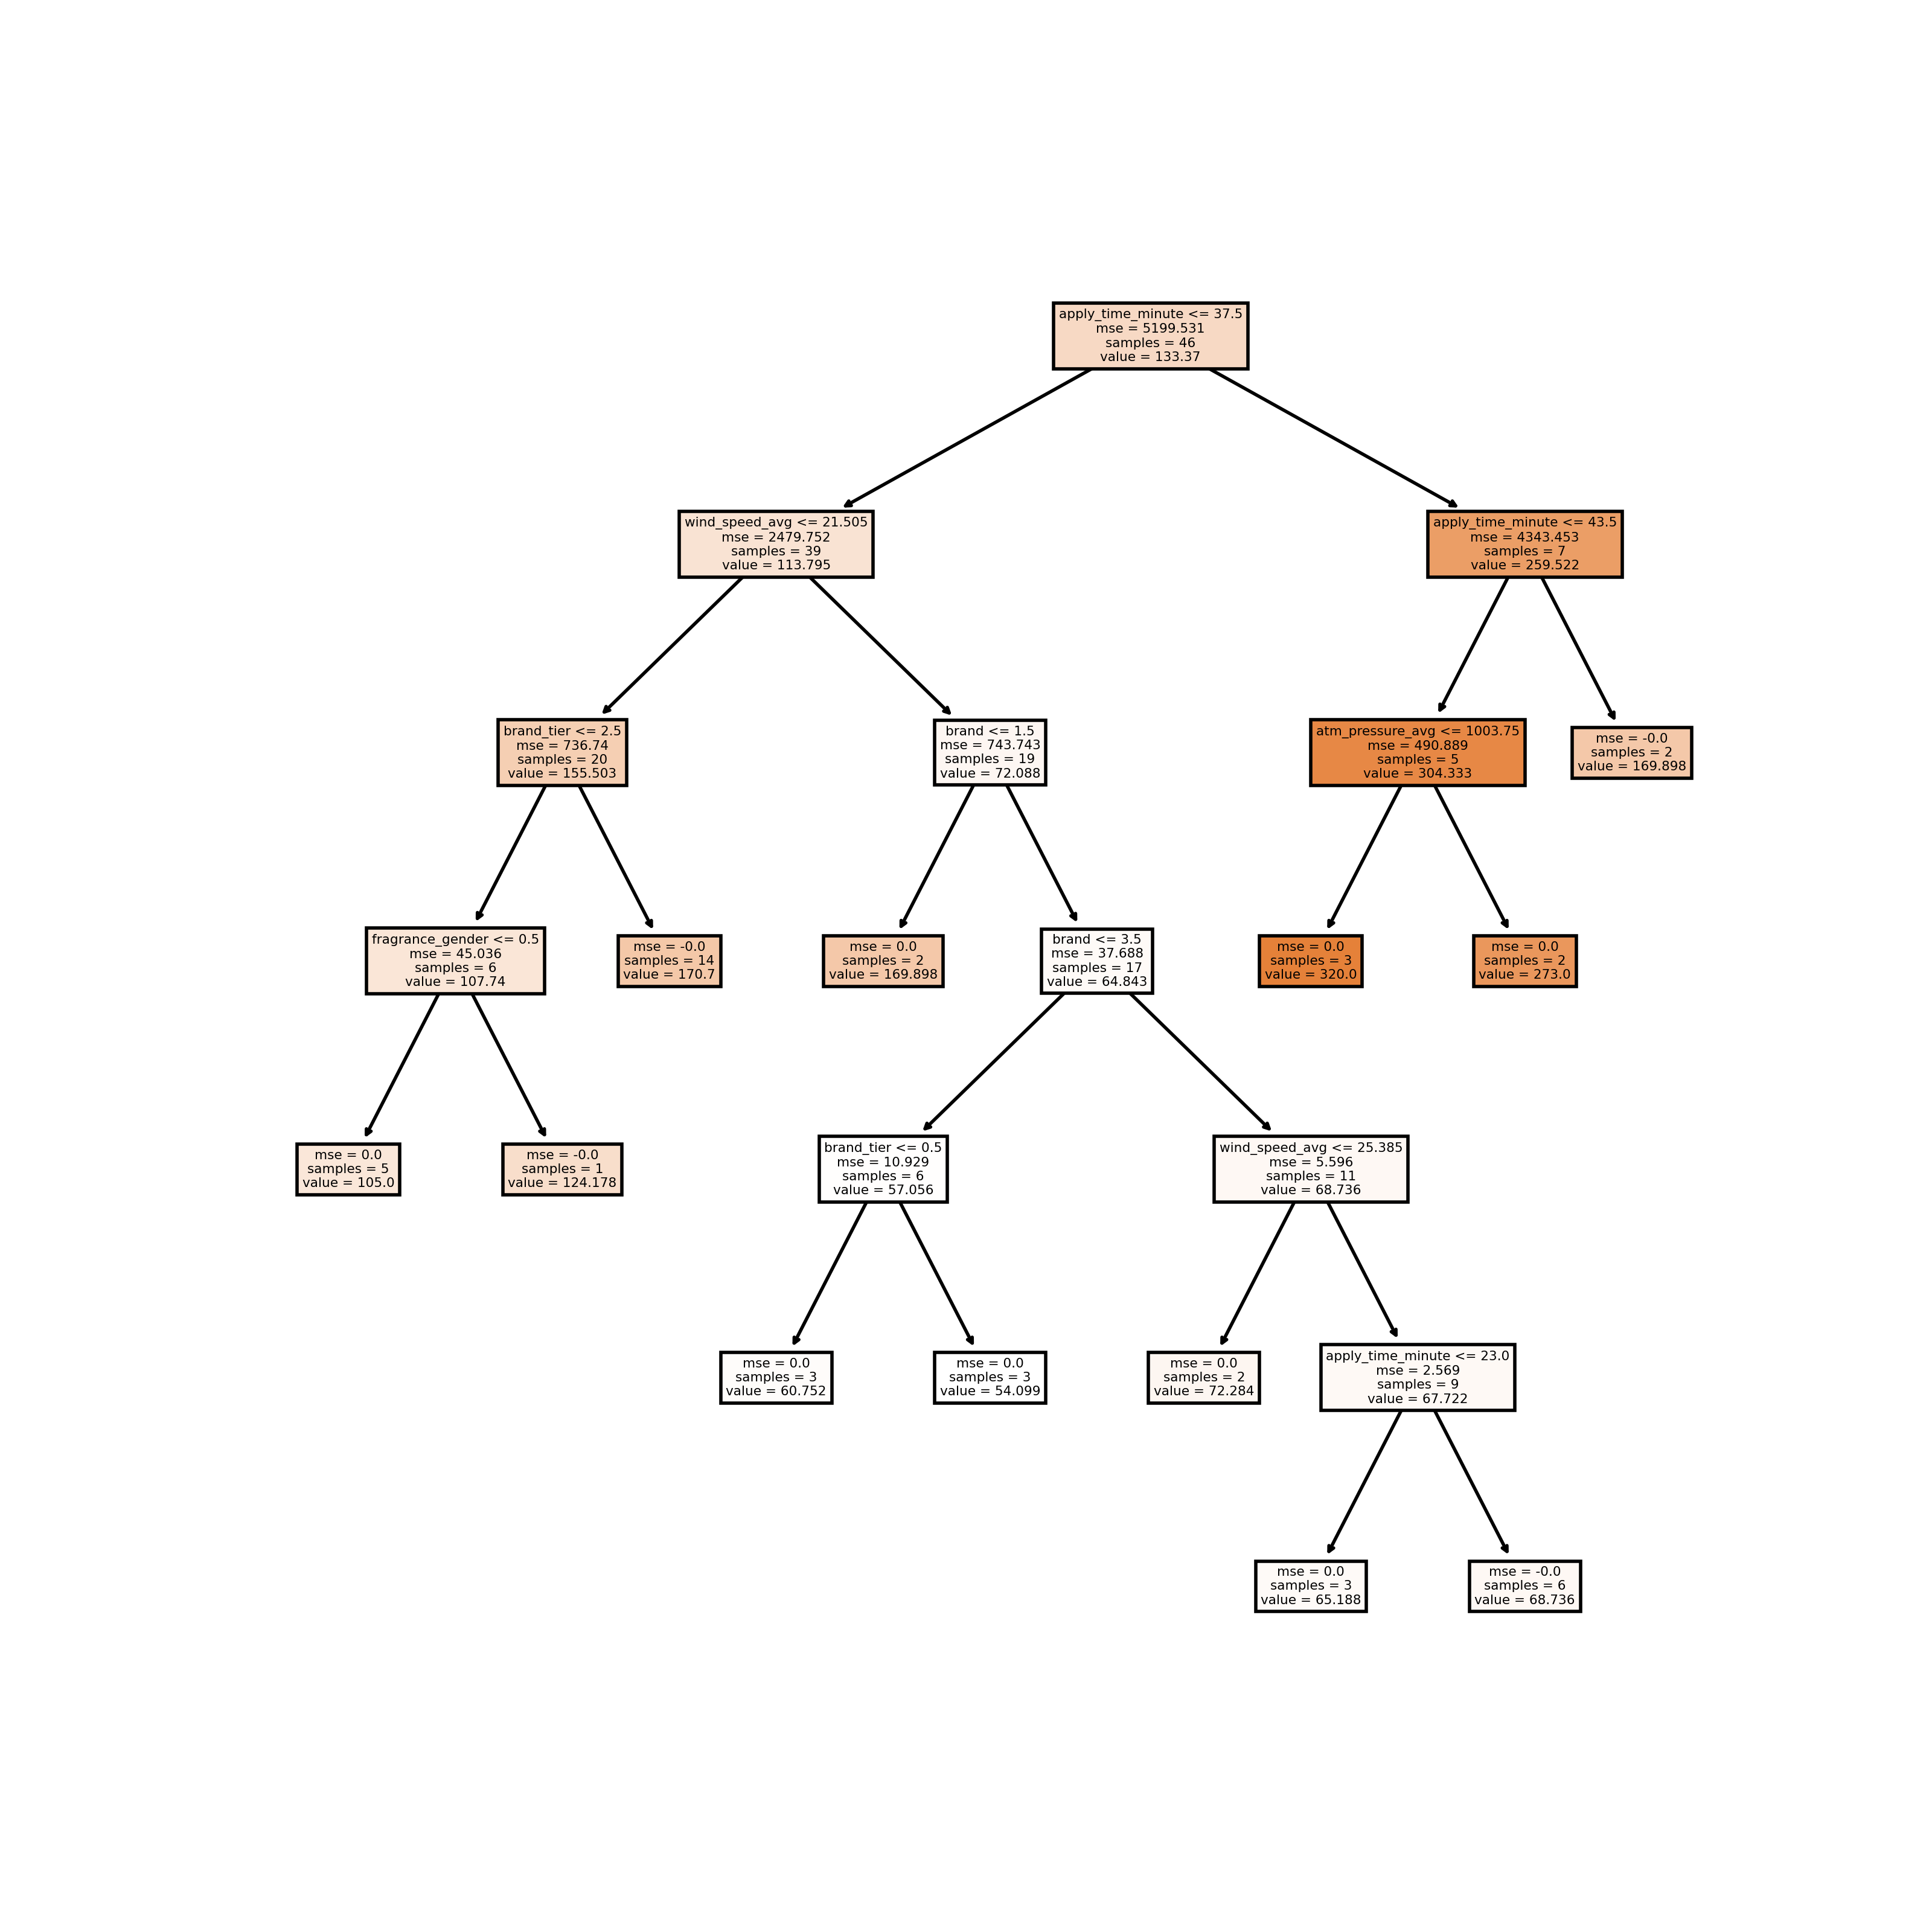 apply_time_minute <= 37.5
mse = 5199.531
samples = 46
value = 133.37
wind_speed_avg <= 21.505
mse = 2479.752
samples = 39
value = 113.795
apply_time_minute <= 43.5
mse = 4343.453
samples = 7
value = 259.522
brand_tier <= 2.5
mse = 736.74
samples = 20
value = 155.503
brand <= 1.5
mse = 743.743
samples = 19
value = 72.088
atm_pressure_avg <= 1003.75
mse = 490.889
samples = 5
value = 304.333
mse = -0.0
samples = 2
value = 169.898
fragrance_gender <= 0.5
mse = 45.036
samples = 6
value = 107.74
mse = -0.0
samples = 14
value = 170.7
mse = 0.0
samples = 2
value = 169.898
brand <= 3.5
mse = 37.688
samples = 17
value = 64.843
mse = 0.0
samples = 3
value = 320.0
mse = 0.0
samples = 2
value = 273.0
mse = 0.0
samples = 5
value = 105.0
mse = -0.0
samples = 1
value = 124.178
brand_tier <= 0.5
mse = 10.929
samples = 6
value = 57.056
wind_speed_avg <= 25.385
mse = 5.596
samples = 11
value = 68.736
mse = 0.0
samples = 3
value = 60.752
mse = 0.0
samples = 3
value = 54.099
mse = 0.0
samples = 2
value = 72.284
apply_time_minute <= 23.0
mse = 2.569
samples = 9
value = 67.722
mse = 0.0
samples = 3
value = 65.188
mse = -0.0
samples = 6
value = 68.736